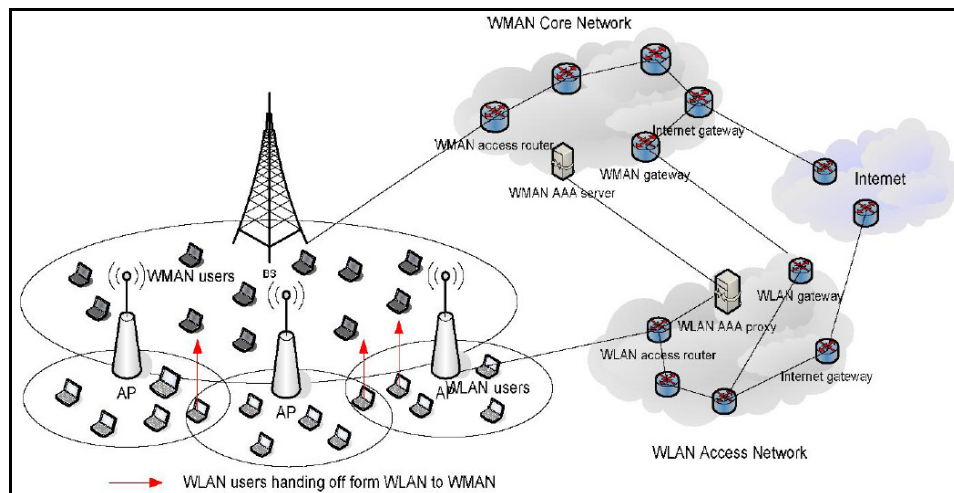 WMAN Core Network
Internet gateway
WMAN access router
WMAN gateway
WMAN AAA server
Internet
BS
WMAN users
WLAN gateway
WLAN AAA proxy
WLAN access router
Internet gateway
AP
AP
AP
WLAN users
WLAN Access Network
WLAN users handing off form WLAN to WMAN